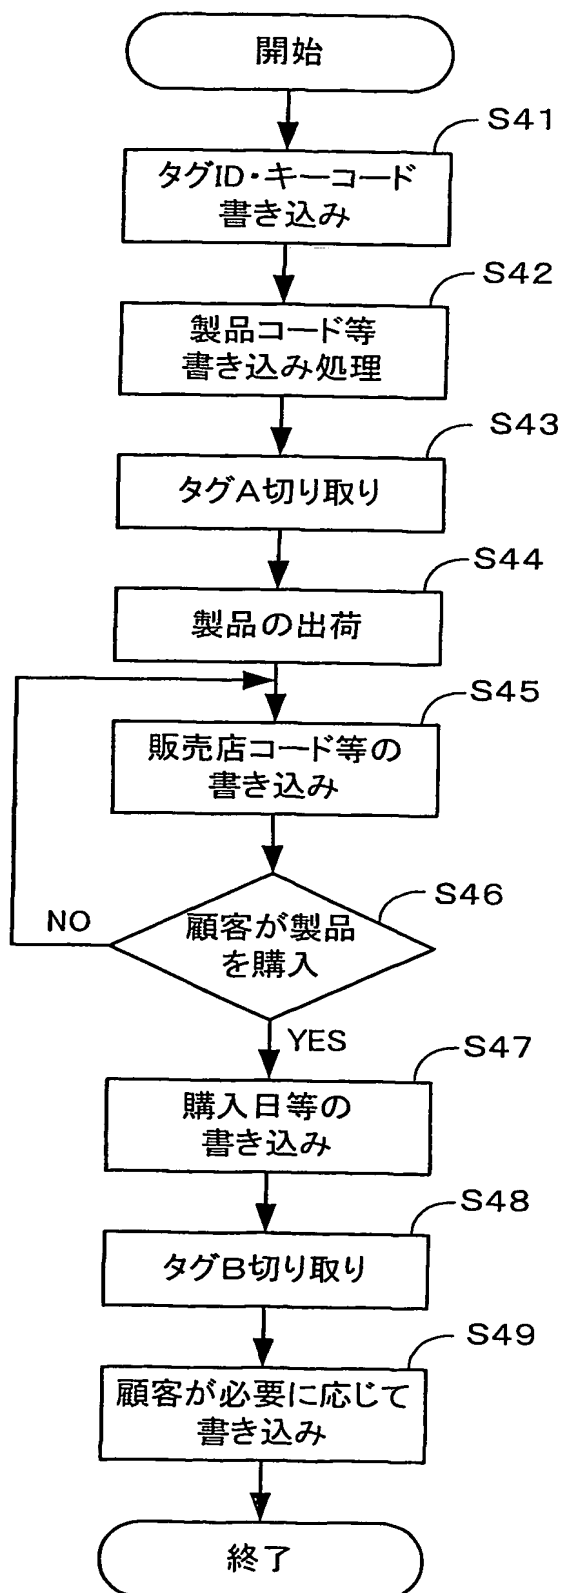 開始
S41
タグID・キーコード
書き込み
S42
製品コード等
書き込み処理
S43
タグA切り取り
S44
製品の出荷
S45
販売店コード等の
書き込み
S46
顧客が製品
を購入
NO
YES
S47
購入日等の
書き込み
S48
タグB切り取り
S49
顧客が必要に応じて
書き込み
終了